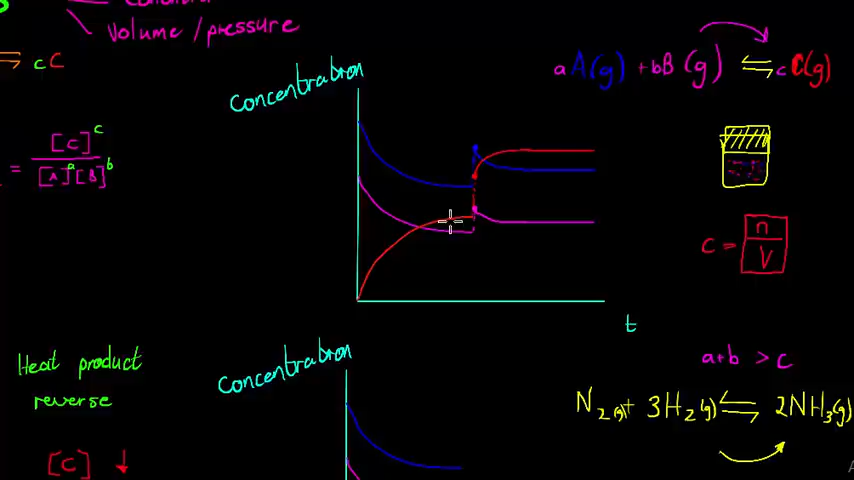 Volume/pressure
⇌ cC
concentration
aA(g) + bB(g) ⇌ cC(g)
= [C]^c / [A]^a [B]^b
c = n / V
t
a+b > c
Heat product
reverse
concentration
N2(g) + 3H2(g) ⇌ 2NH3(g)
[C] ↓